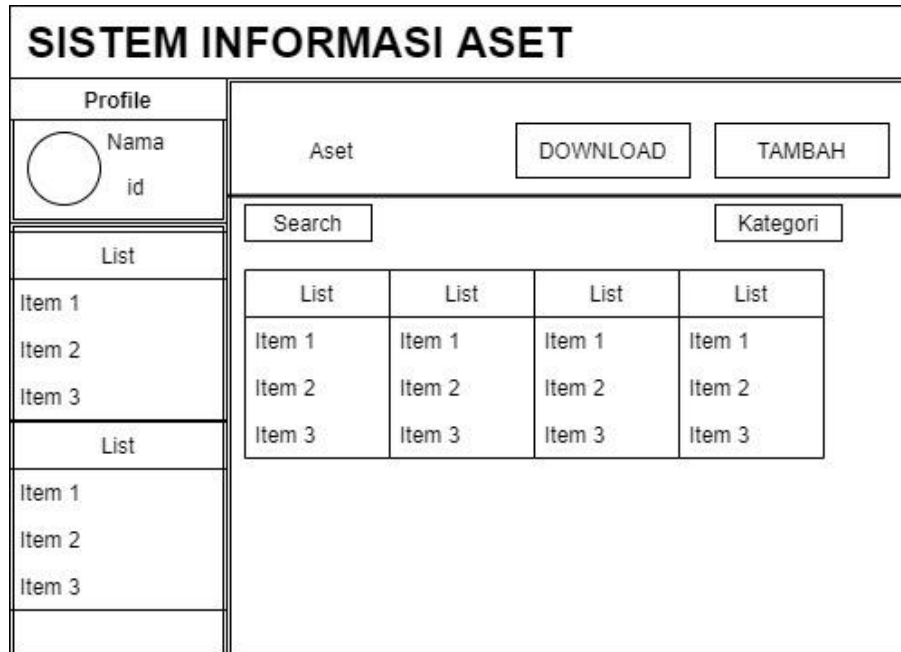 SISTEM INFORMASI ASET
Profile
Nama
id
List
Item 1
Item 2
Item 3
List
Item 1
Item 2
Item 3
Aset DOWNLOAD TAMBAH
Search Kategori
List List List List
Item 1 Item 1 Item 1 Item 1
Item 2 Item 2 Item 2 Item 2
Item 3 Item 3 Item 3 Item 3